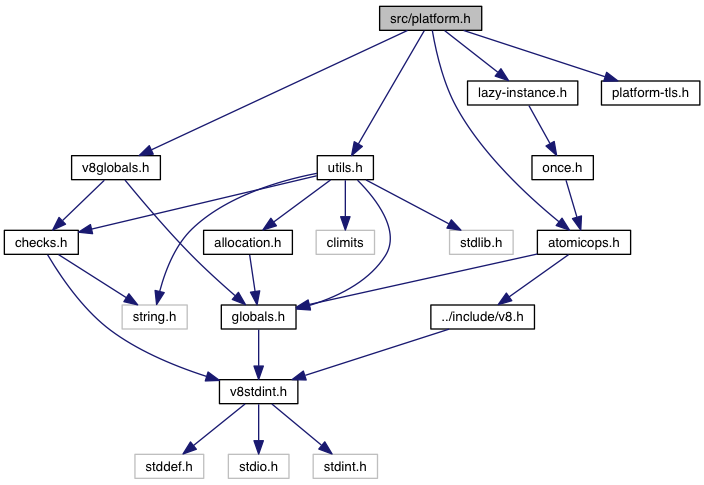 src/platform.h
lazy-instance.h
platform-tls.h
v8globals.h
utils.h
once.h
checks.h
allocation.h
climits
stdlib.h
atomicops.h
string.h
globals.h
../include/v8.h
v8stdint.h
stddef.h
stdio.h
stdint.h